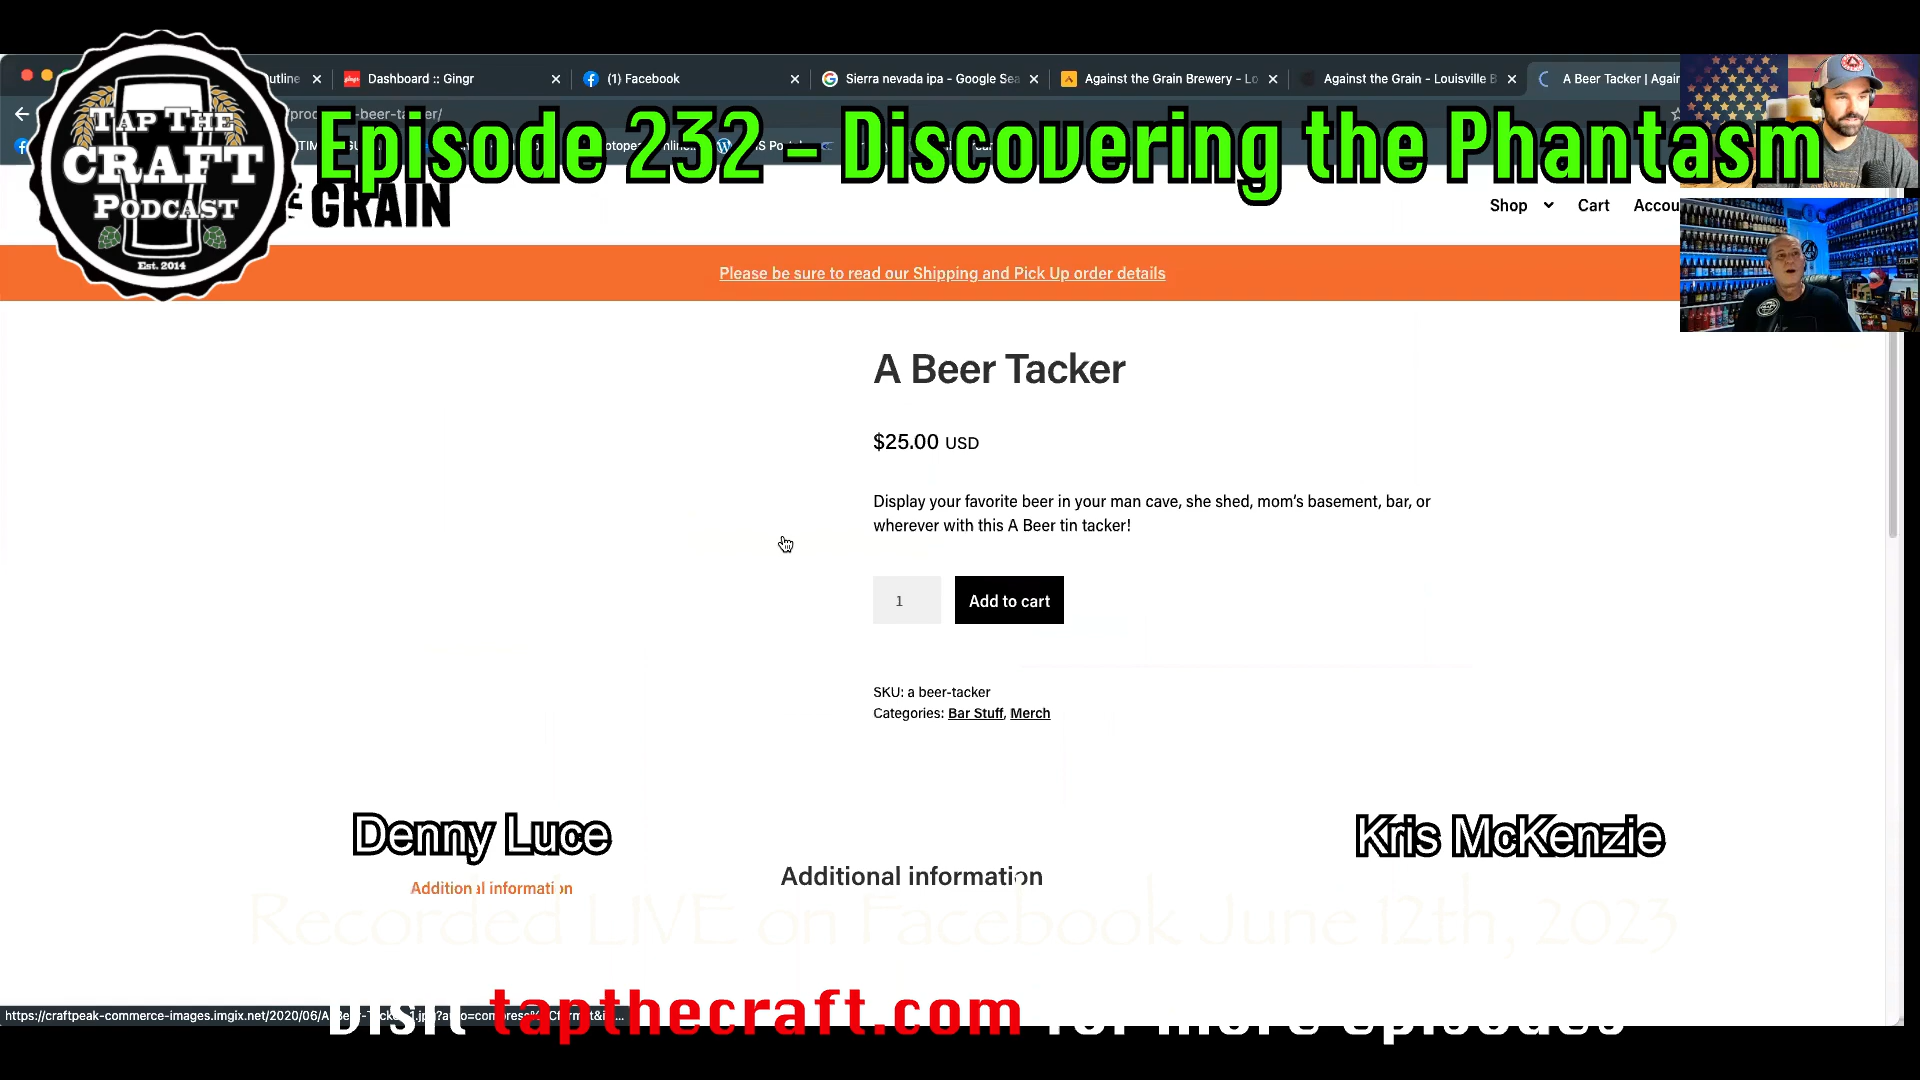 TAP THE
CRAFT
PODCAST
Est. 2014
utline
Dashboard :: Gingr
(1) Facebook
Sierra nevada ipa - Google Sea
Against the Grain Brewery - Lo
Against the Grain - Louisville B
A Beer Tacker | Again
Episode 232 – Discovering the Phantasm
GRAIN
Shop
Cart
Accou
Please be sure to read our Shipping and Pick Up order details
A Beer Tacker
$25.00 USD
Display your favorite beer in your man cave, she shed, mom's basement, bar, or
wherever with this A Beer tin tacker!
1
Add to cart
SKU: a beer-tacker
Categories: Bar Stuff, Merch
Denny Luce
Kris McKenzie
Additional information
Additional information
Recorded LIVE on Facebook June 12th, 2023
Visit tapthecraft.com for more episodes